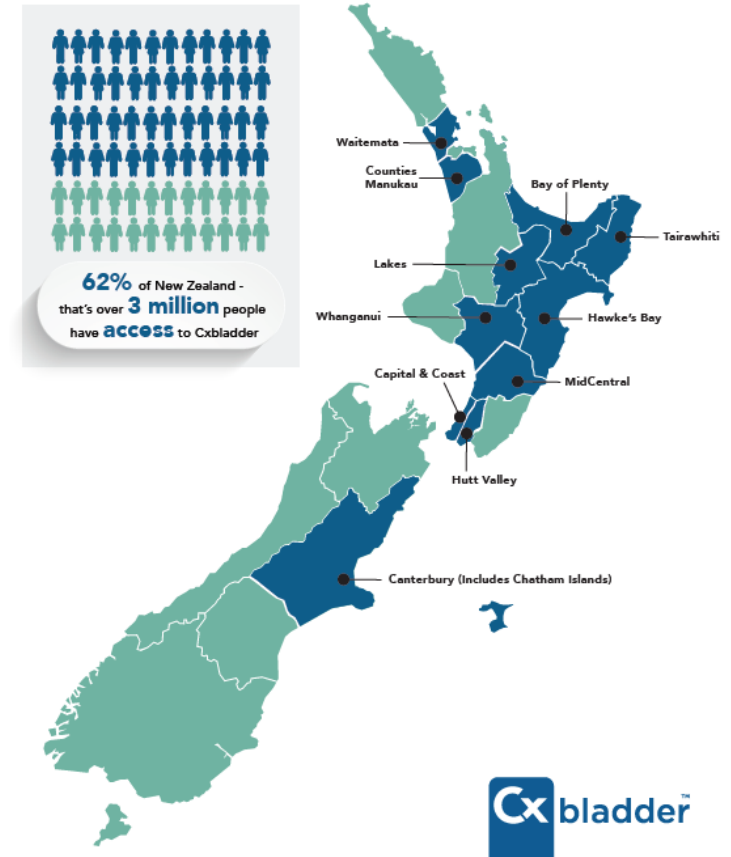 62% of New Zealand -
that's over 3 million people
have access to Cxbladder
Waitemata
Counties
Manukau
Bay of Plenty
Tairawhiti
Lakes
Whanganui
Hawke's Bay
Capital & Coast
MidCentral
Hutt Valley
Canterbury (Includes Chatham Islands)
Cx bladder™